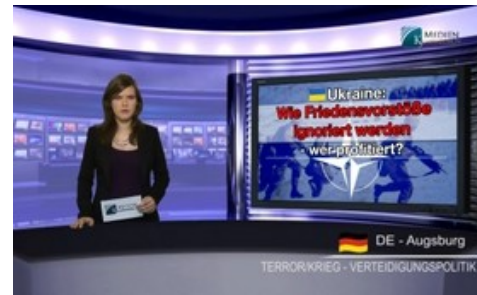 MEDIEN
Ukraine:
Wie Friedensvorstöße
ignoriert werden
- wer profitiert?
DE - Augsburg
TERROR/KRIEG - VERTEIDIGUNGSPOLITIK